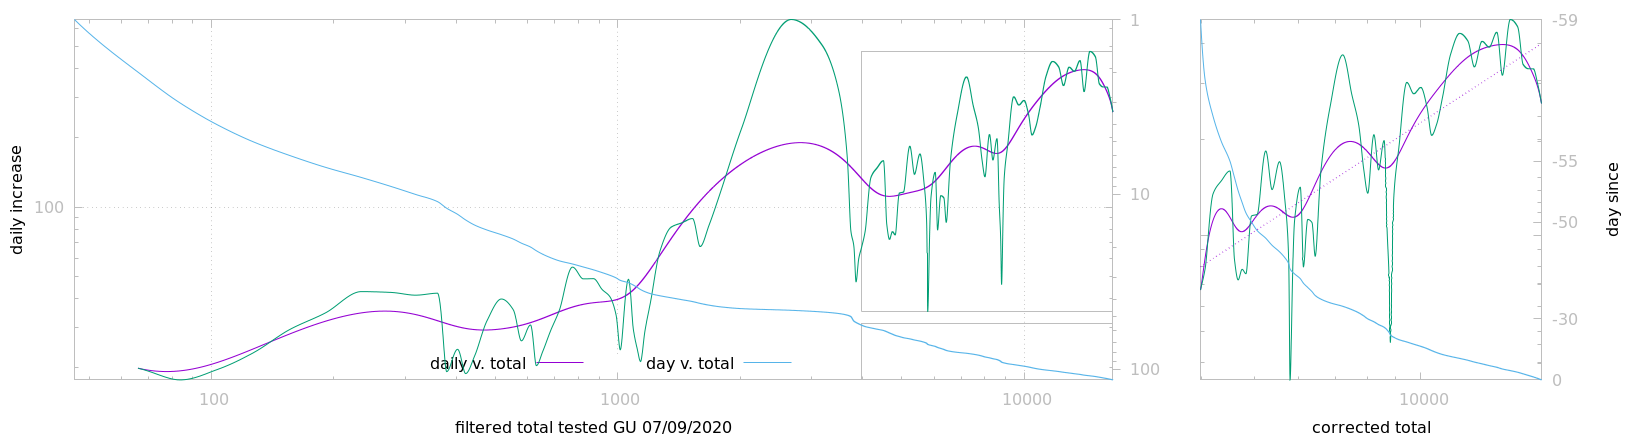 daily increase
100
daily v. total
day v. total
100
1000
10000
filtered total tested GU 07/09/2020
1
10
100
10000
corrected total
-59
-55
-50
-30
0
day since